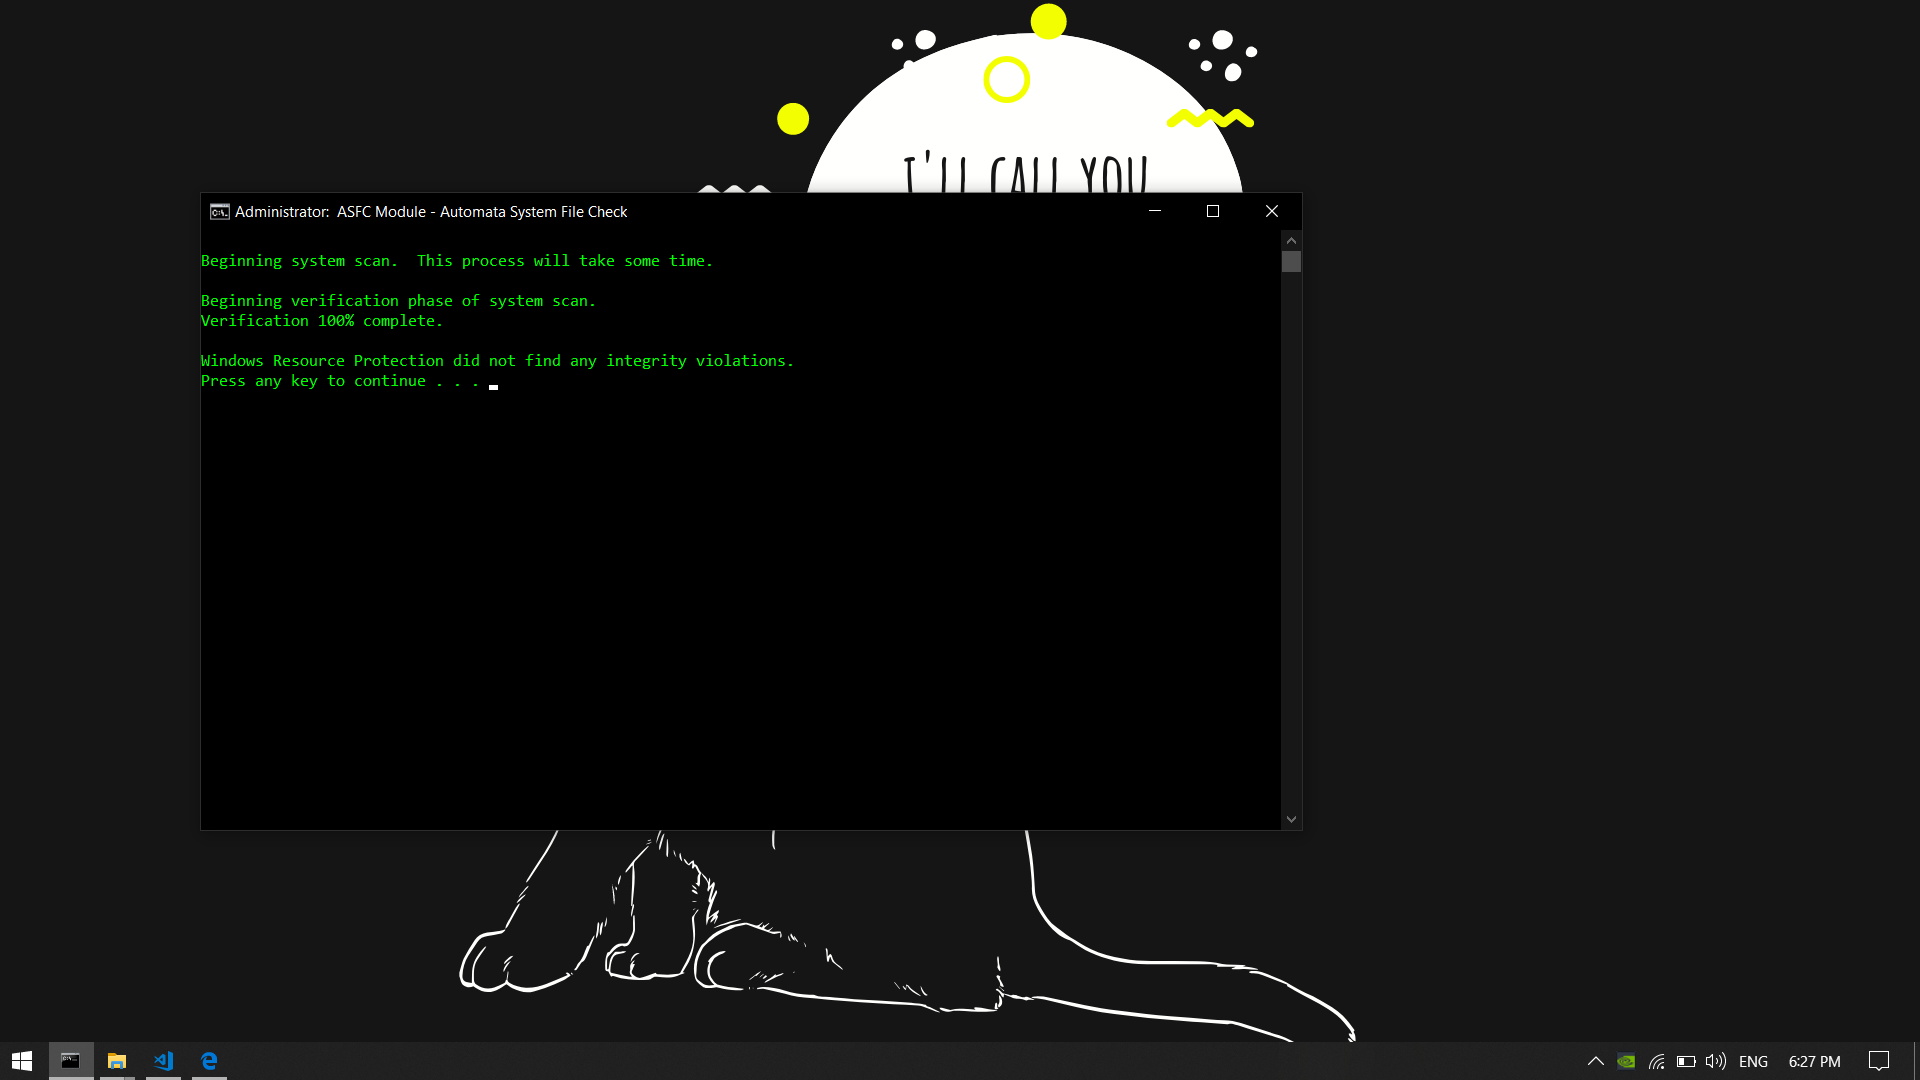 I'LL CALL YOU
Administrator:  ASFC Module - Automata System File Check
Beginning system scan.  This process will take some time.
Beginning verification phase of system scan.
Verification 100% complete.
Windows Resource Protection did not find any integrity violations.
Press any key to continue . . .
ENG
6:27 PM